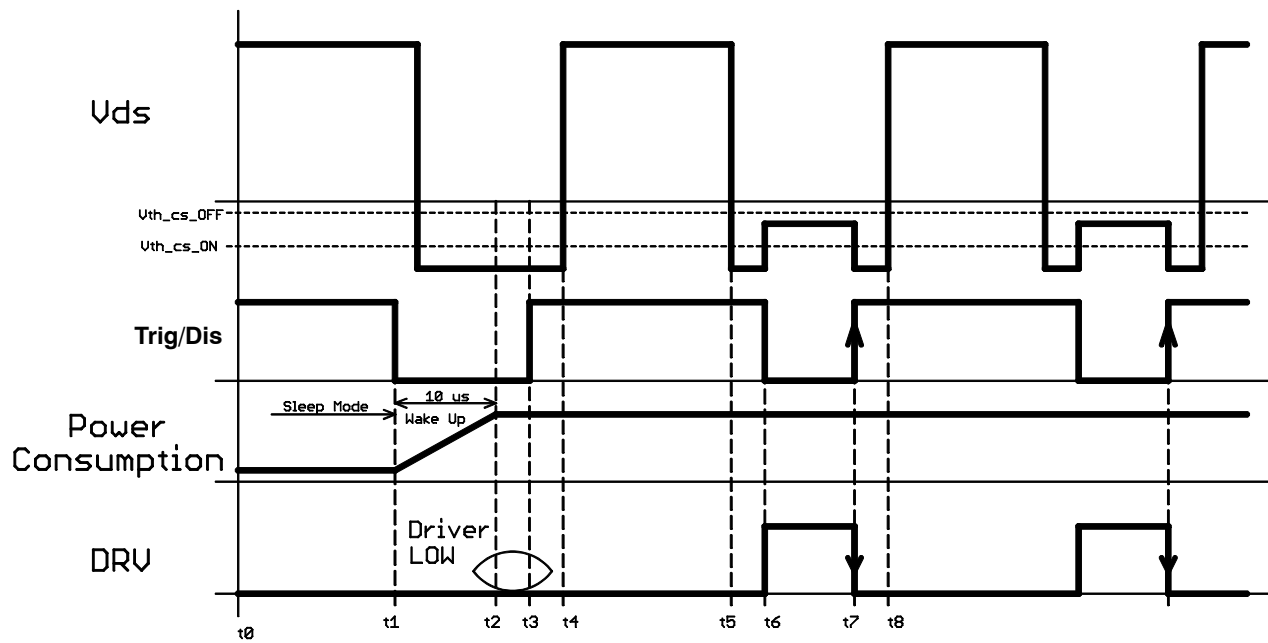 Vds
Vth_cs_OFF
Vth_cs_ON
Trig/Dis
10 us
Sleep Mode
Wake Up
Power
Consumption
Driver
LOW
DRV
t0
t1
t2
t3
t4
t5
t6
t7
t8